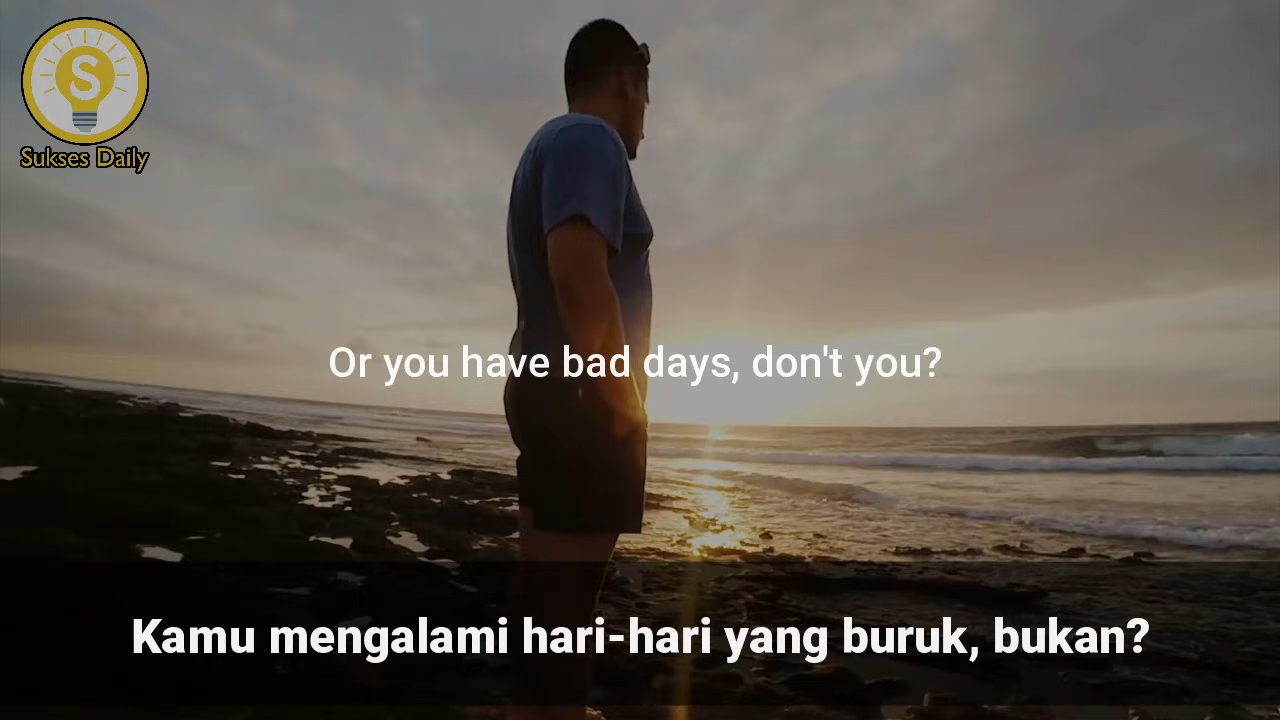 S
Sukses Daily
Or you have bad days, don't you?
Kamu mengalami hari-hari yang buruk, bukan?